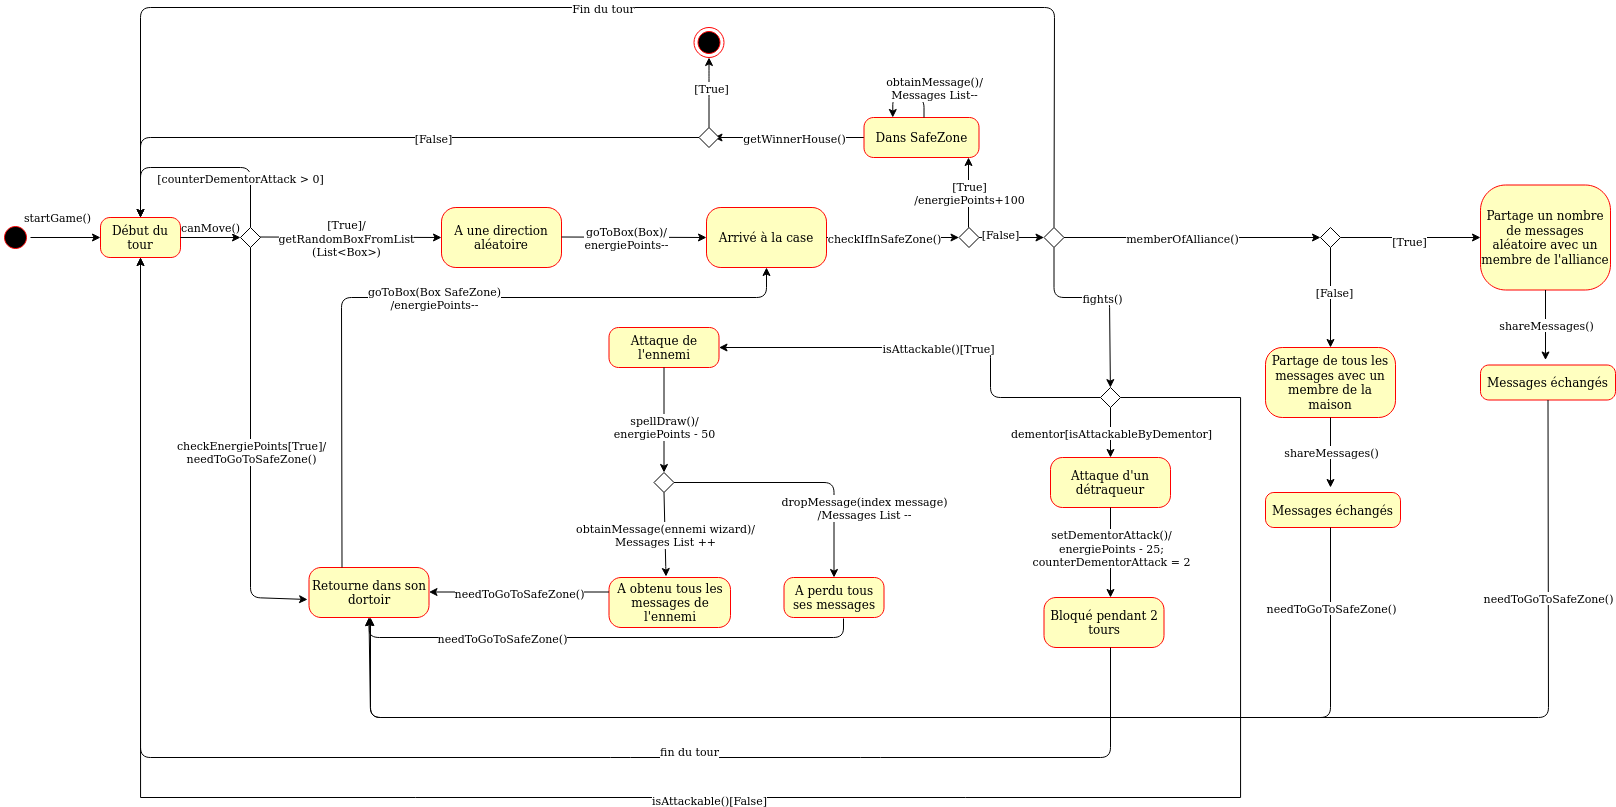 Fin du tour
[True]
obtainMessage()/
Messages List--
[False]
getWinnerHouse()
Dans SafeZone
[counterDementorAttack > 0]
[True]
/energiePoints+100
startGame()
Début du
tour
canMove()
[True]/
getRandomBoxFromList
(List<Box>)
A une direction
aléatoire
goToBox(Box)/
energiePoints--
Arrivé à la case
checkIfInSafeZone()
[False]
memberOfAlliance()
[True]
Partage un nombre
de messages
aléatoire avec un
membre de l'alliance
goToBox(Box SafeZone)
/energiePoints--
fights()
[False]
shareMessages()
Attaque de
l'ennemi
isAttackable()[True]
Partage de tous les
messages avec un
membre de la
maison
Messages échangés
spellDraw()/
energiePoints - 50
dementor[isAttackableByDementor]
checkEnergiePoints[True]/
needToGoToSafeZone()
shareMessages()
Attaque d'un
détraqueur
dropMessage(index message)
/Messages List --
Messages échangés
obtainMessage(ennemi wizard)/
Messages List ++
setDementorAttack()/
energiePoints - 25;
counterDementorAttack = 2
Retourne dans son
dortoir
needToGoToSafeZone()
A obtenu tous les
messages de
l'ennemi
A perdu tous
ses messages
Bloqué pendant 2
tours
needToGoToSafeZone()
needToGoToSafeZone()
needToGoToSafeZone()
fin du tour
isAttackable()[False]